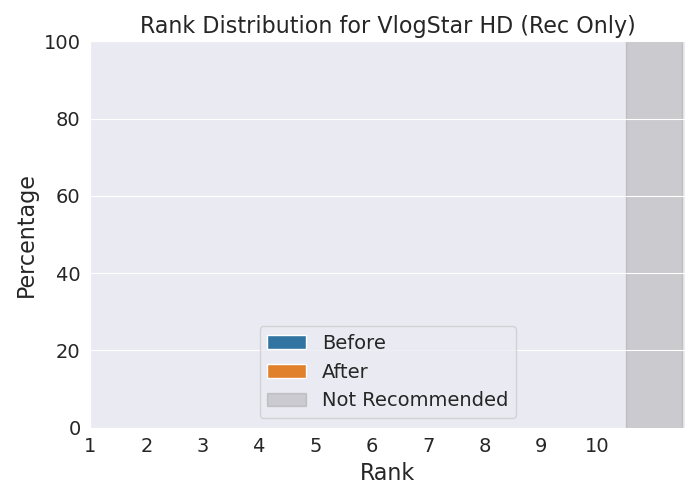 Rank Distribution for VlogStar HD (Rec Only)
100
80
60
40
20
0
Percentage
Before
After
Not Recommended
1 2 3 4 5 6 7 8 9 10
Rank